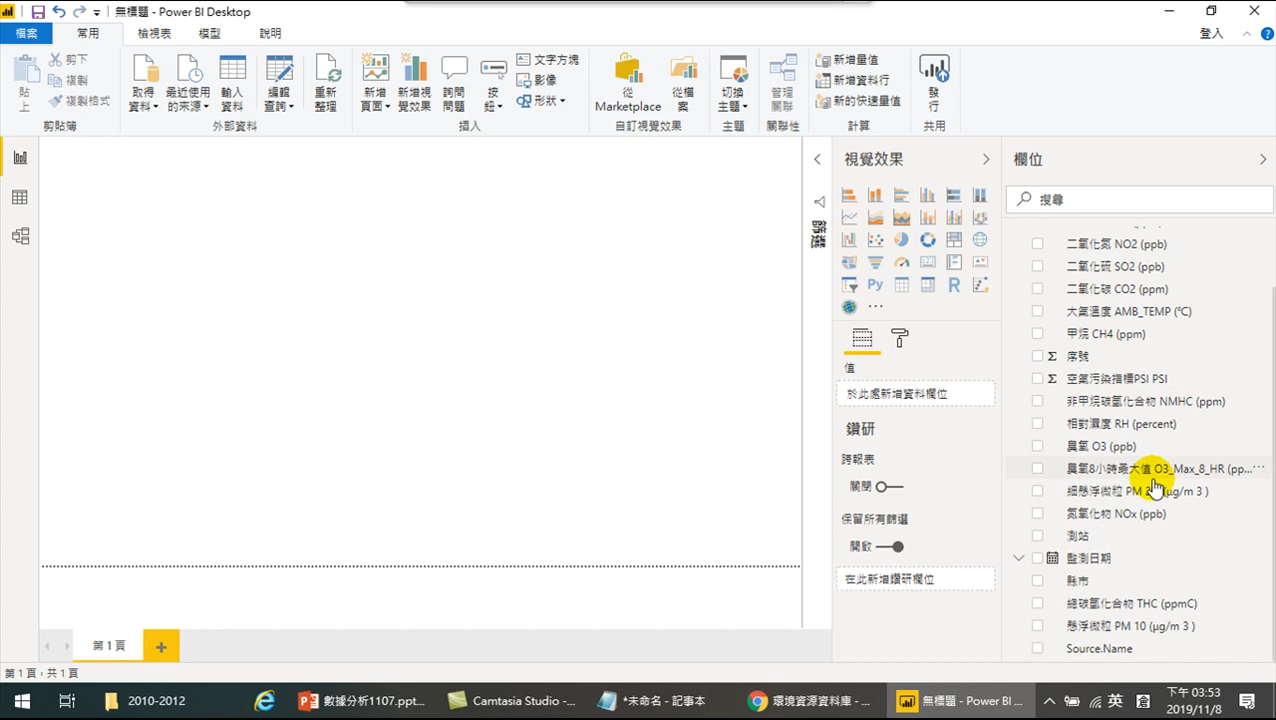 無標題 - Power BI Desktop
檔案
常用
檢視表
模型
說明
登入
貼上
剪下
複製
複製格式
剪貼簿
取得資料
最近使用的來源
輸入資料
編輯查詢
重新整理
外部資料
新增頁面
新增視覺效果
詢問問題
按鈕
文字方塊
影像
形狀
插入
從 Marketplace
從檔案
自訂視覺效果
切換主題
主題
管理關聯
關聯性
新增量值
新增資料行
新的快速量值
計算
發行
共用
篩選
視覺效果
Py
R
值
於此處新增資料欄位
鑽研
跨報表
關閉
保留所有篩選
開啟
在此新增鑽研欄位
欄位
搜尋
二氧化氮 NO2 (ppb)
二氧化硫 SO2 (ppb)
二氧化碳 CO2 (ppm)
大氣溫度 AMB_TEMP (℃)
甲烷 CH4 (ppm)
Σ 序號
Σ 空氣污染指標PSI PSI
非甲烷碳氫化合物 NMHC (ppm)
相對濕度 RH (percent)
臭氧 O3 (ppb)
臭氧8小時最大值 O3_Max_8_HR (pp...
細懸浮微粒 PM (μg/m 3 )
氮氧化物 NOx (ppb)
測站
監測日期
縣市
總碳氫化合物 THC (ppmC)
懸浮微粒 PM 10 (μg/m 3 )
Source.Name
第 1 頁
第 1 頁，共 1 頁
2010-2012
數據分析1107.ppt...
Camtasia Studio -...
*未命名 - 記事本
環境資源資料庫 - ...
無標題 - Power BI ...
英
下午 03:53
2019/11/8